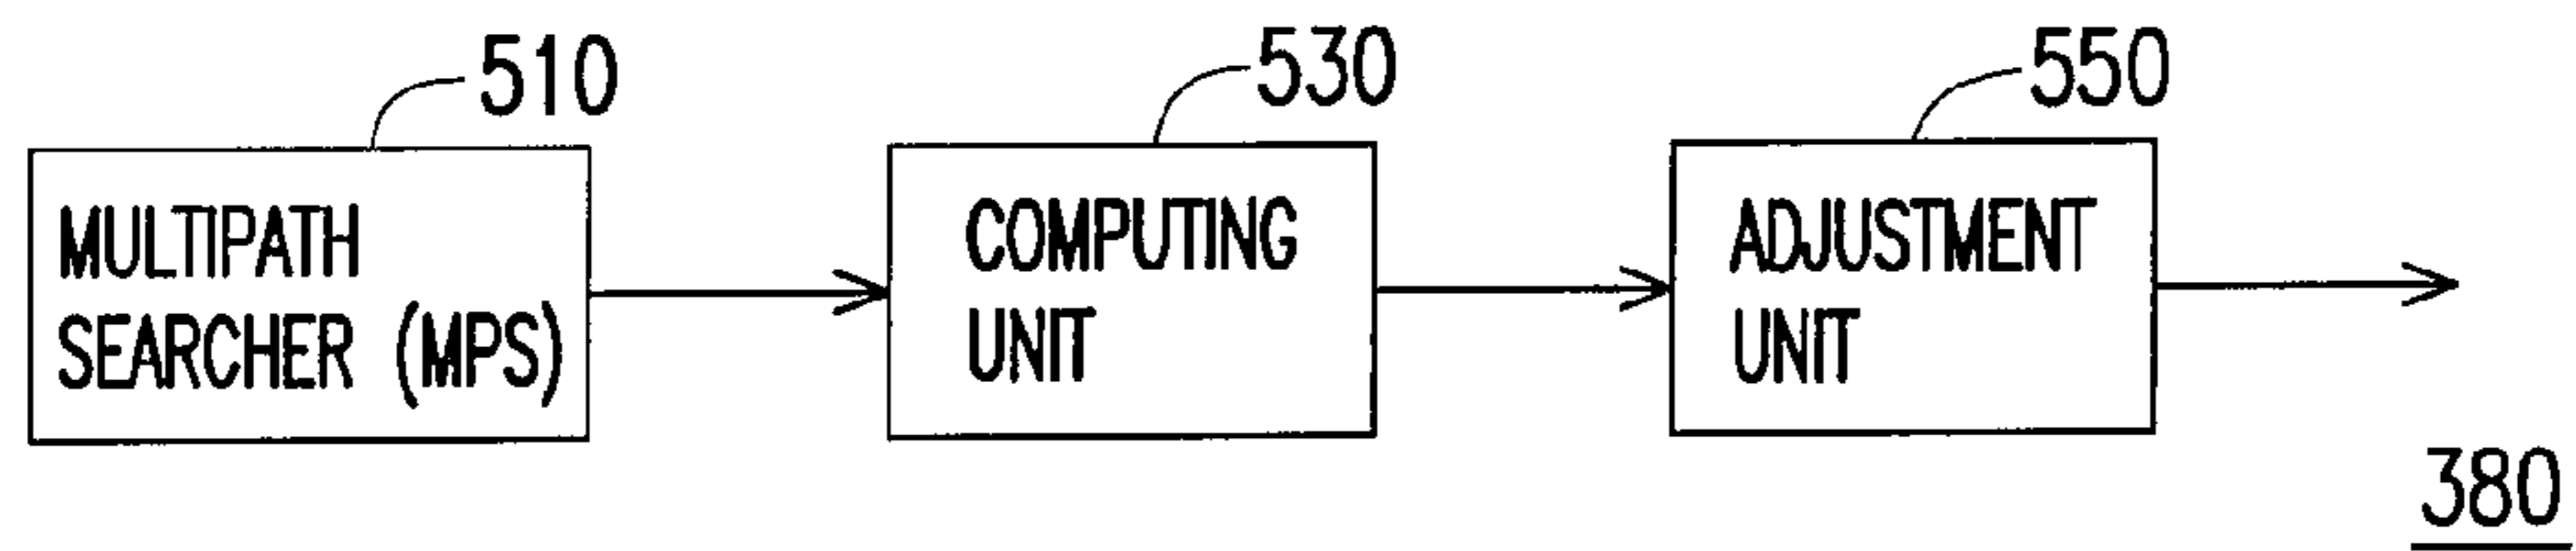 510
530
550
MULTIPATH
SEARCHER (MPS)
COMPUTING
UNIT
ADJUSTMENT
UNIT
380